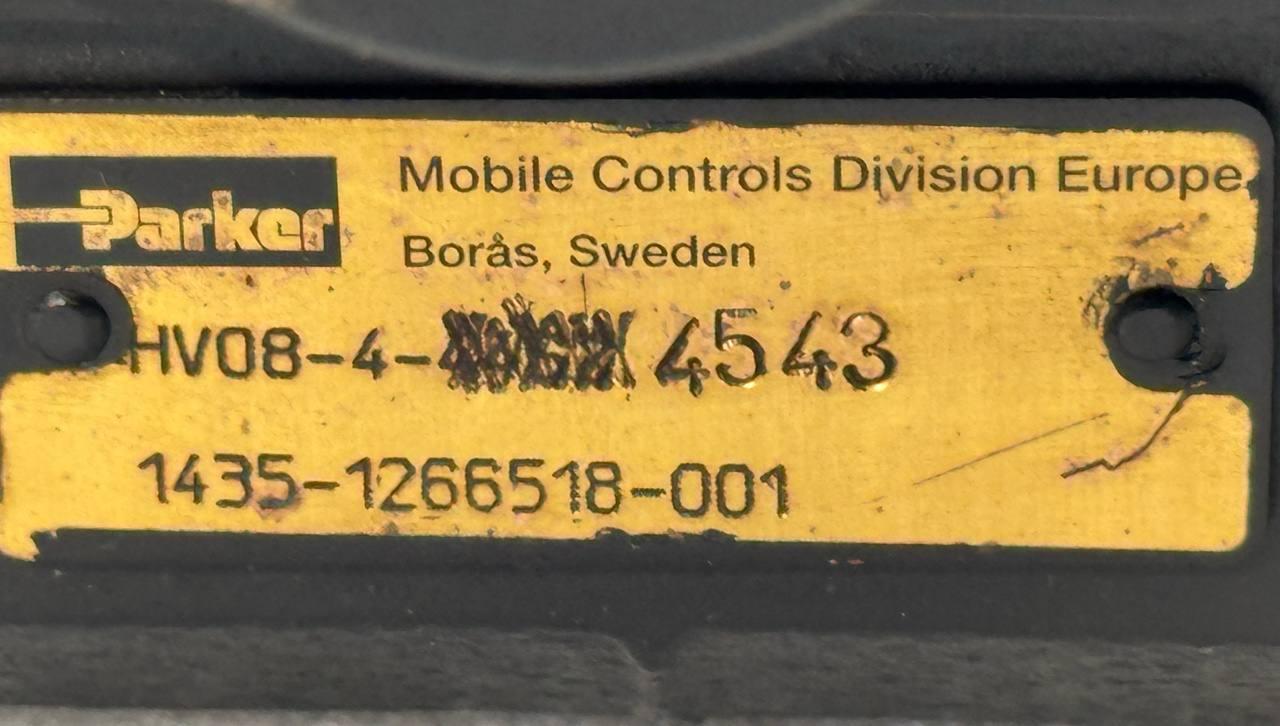 Parker
Mobile Controls Division Europe
Borås, Sweden
HV08-4- 4543
1435-1266518-001